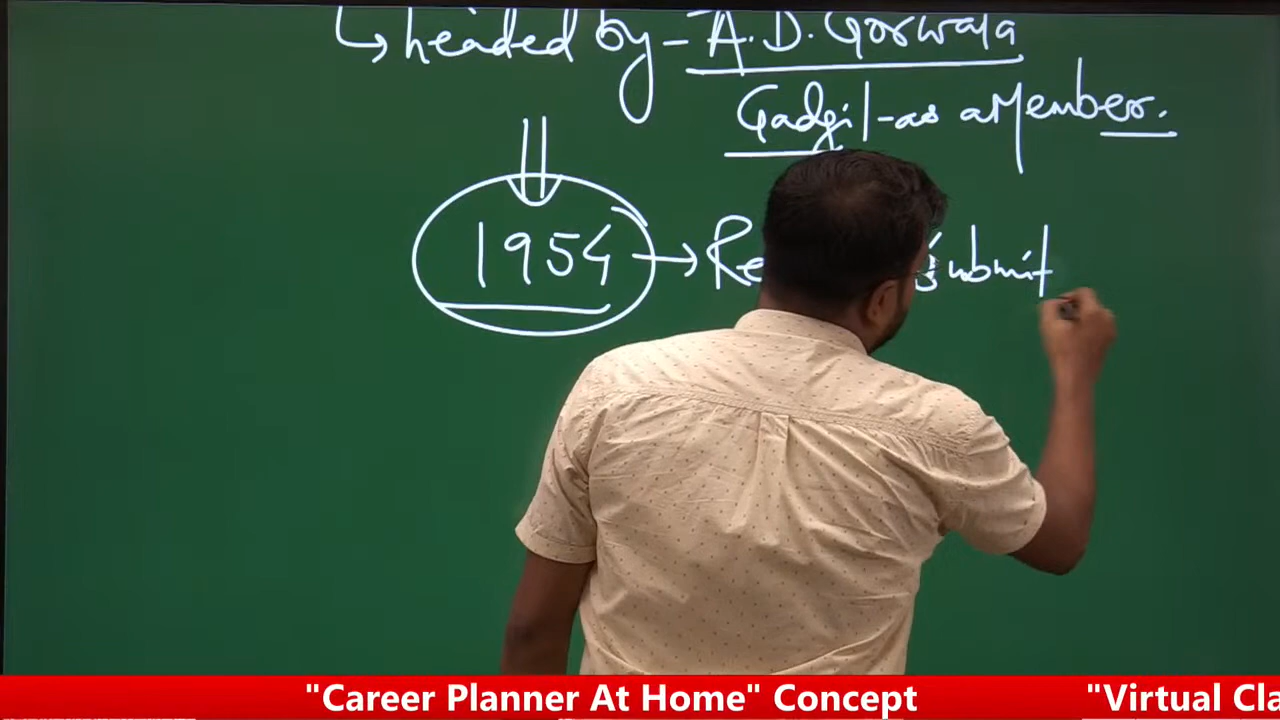 headed by - A.D. Gorwala
Gadgil - as a Member.
1954 → Submit
"Career Planner At Home" Concept "Virtual Cla